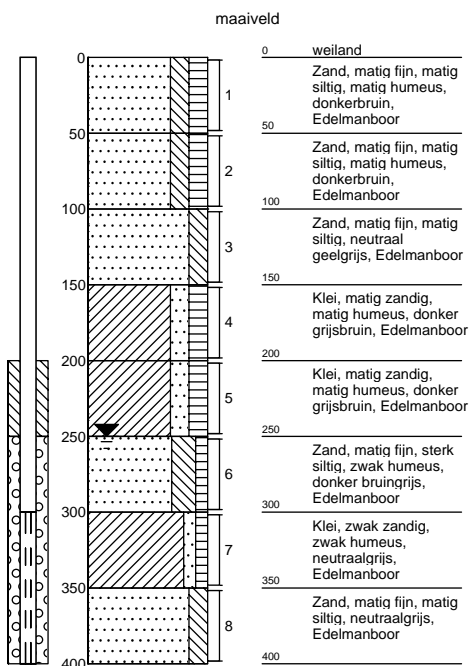 maaiveld
0
50
100
150
200
250
300
350
400
1
2
3
4
5
6
7
8
0 weiland
Zand, matig fijn, matig
siltig, matig humeus,
donkerbruin,
Edelmanboor
50
Zand, matig fijn, matig
siltig, matig humeus,
donkerbruin,
Edelmanboor
100
Zand, matig fijn, matig
siltig, neutraal
geelgrijs, Edelmanboor
150
Klei, matig zandig,
matig humeus, donker
grijsbruin, Edelmanboor
200
Klei, matig zandig,
matig humeus, donker
grijsbruin, Edelmanboor
250
Zand, matig fijn, sterk
siltig, zwak humeus,
donker bruingrijs,
Edelmanboor
300
Klei, zwak zandig,
zwak humeus,
neutraalgrijs,
Edelmanboor
350
Zand, matig fijn, matig
siltig, neutraalgrijs,
Edelmanboor
400